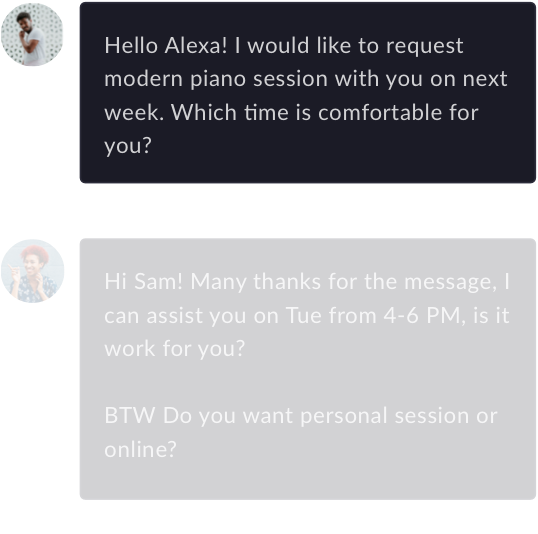 Hello Alexa! I would like to request
modern piano session with you on next
week. Which time is comfortable for
you?
Hi Sam! Many thanks for the message, I
can assist you on Tue from 4-6 PM, is it
work for you?
BTW Do you want personal session or
online?